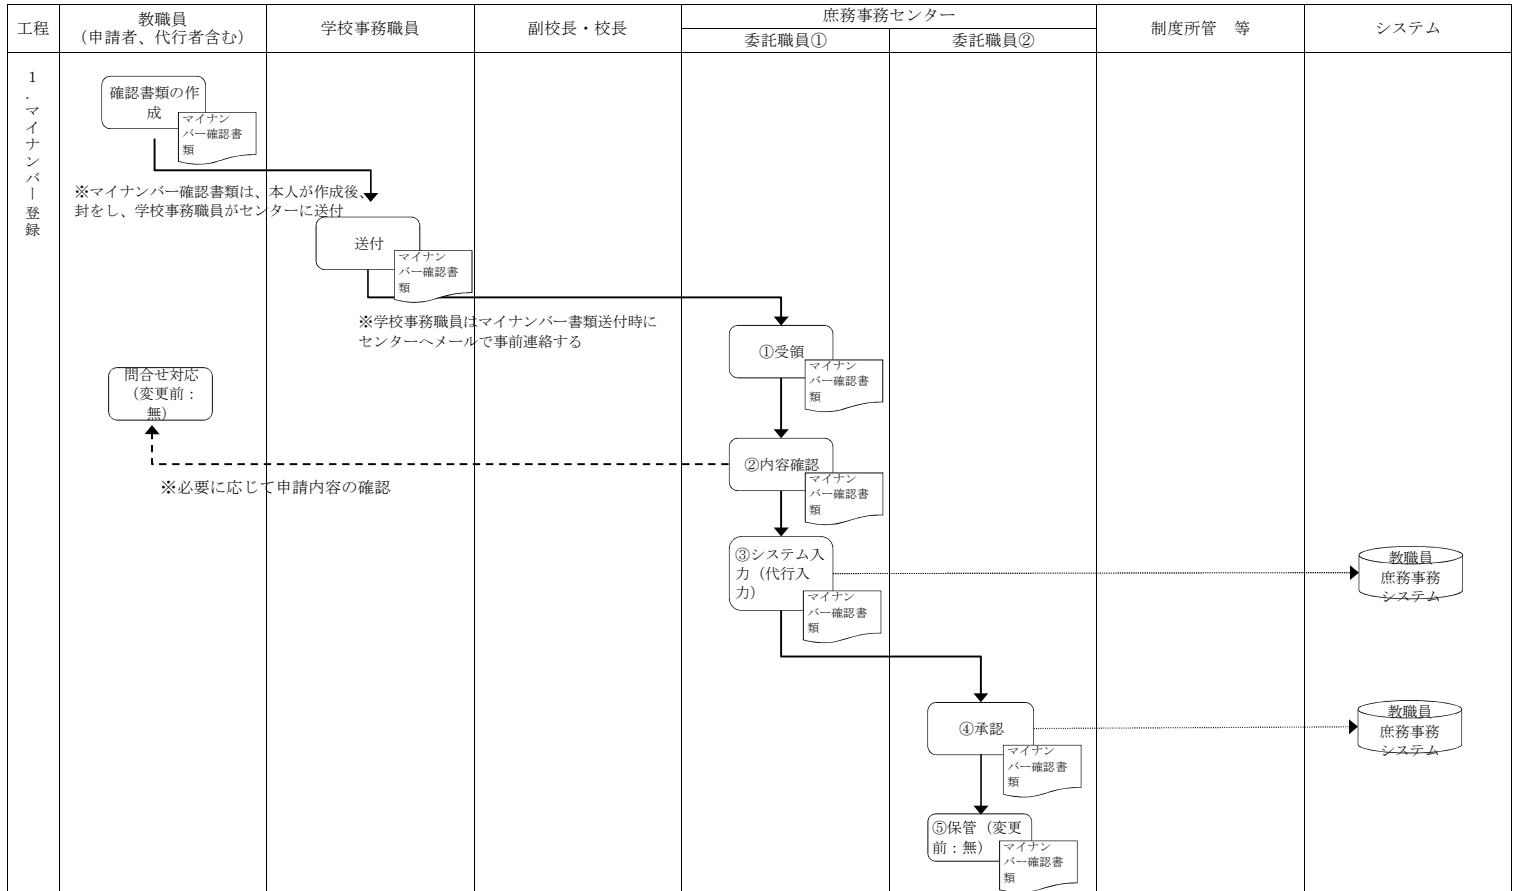 工程
教職員
（申請者、代行者含む）
学校事務職員
副校長・校長
庶務事務センター
委託職員①
委託職員②
制度所管　等
システム
1.マイナンバー登録
確認書類の作
成
マイナン
バー確認書
類
※マイナンバー確認書類は、本人が作成後、
封をし、学校事務職員がセンターに送付
送付
マイナン
バー確認書
類
※学校事務職員はマイナンバー書類送付時に
センターへメールで事前連絡する
①受領
マイナン
バー確認書
類
問合せ対応
（変更前：
無）
②内容確認
マイナン
バー確認書
類
※必要に応じて申請内容の確認
③システム入
力（代行入
力）
マイナン
バー確認書
類
教職員
庶務事務
システム
④承認
マイナン
バー確認書
類
教職員
庶務事務
システム
⑤保管（変更
前：無）
マイナン
バー確認書
類